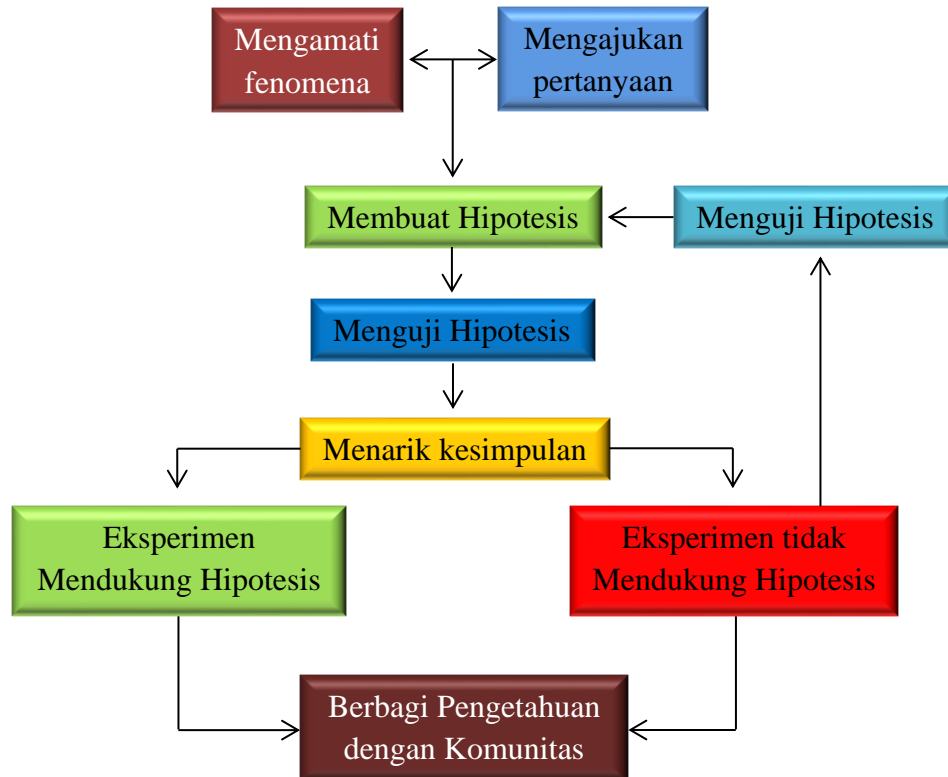 Mengamati
fenomena
Mengajukan
pertanyaan
Membuat Hipotesis
Menguji Hipotesis
Menguji Hipotesis
Menarik kesimpulan
Eksperimen
Mendukung Hipotesis
Eksperimen tidak
Mendukung Hipotesis
Berbagi Pengetahuan
dengan Komunitas